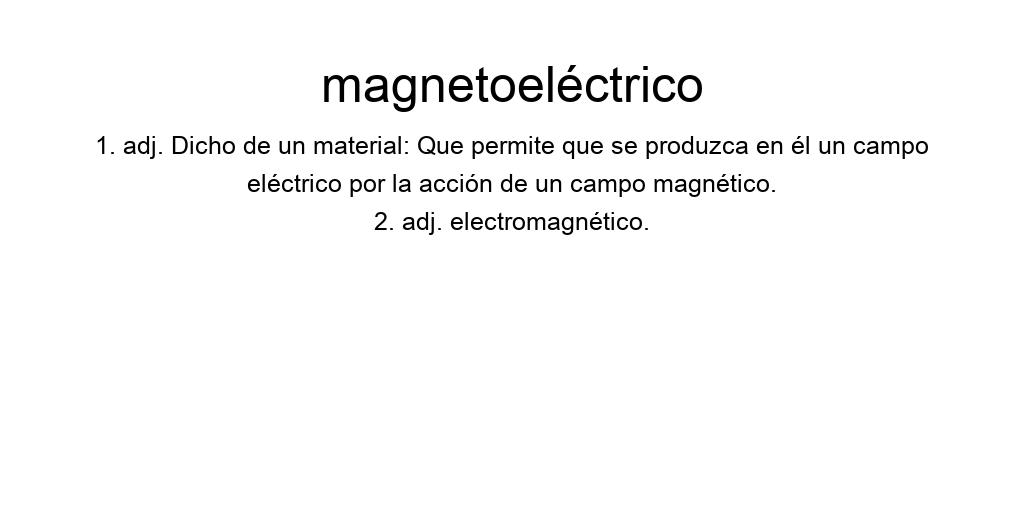 magnetoeléctrico
1. adj. Dicho de un material: Que permite que se produzca en él un campo
eléctrico por la acción de un campo magnético.
2. adj. electromagnético.